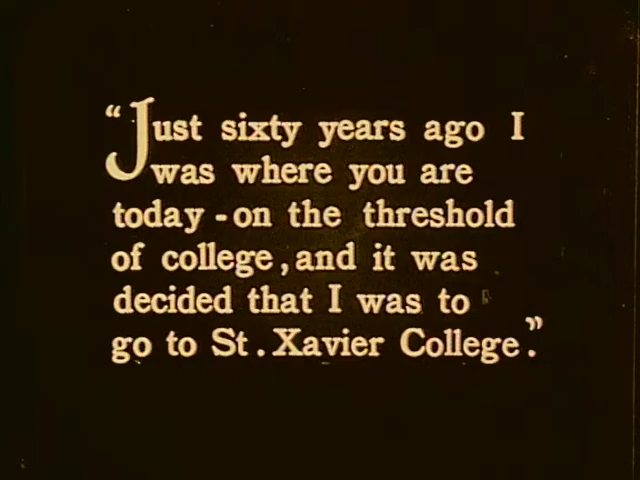 "Just sixty years ago I
was where you are
today - on the threshold
of college, and it was
decided that I was to
go to St. Xavier College."